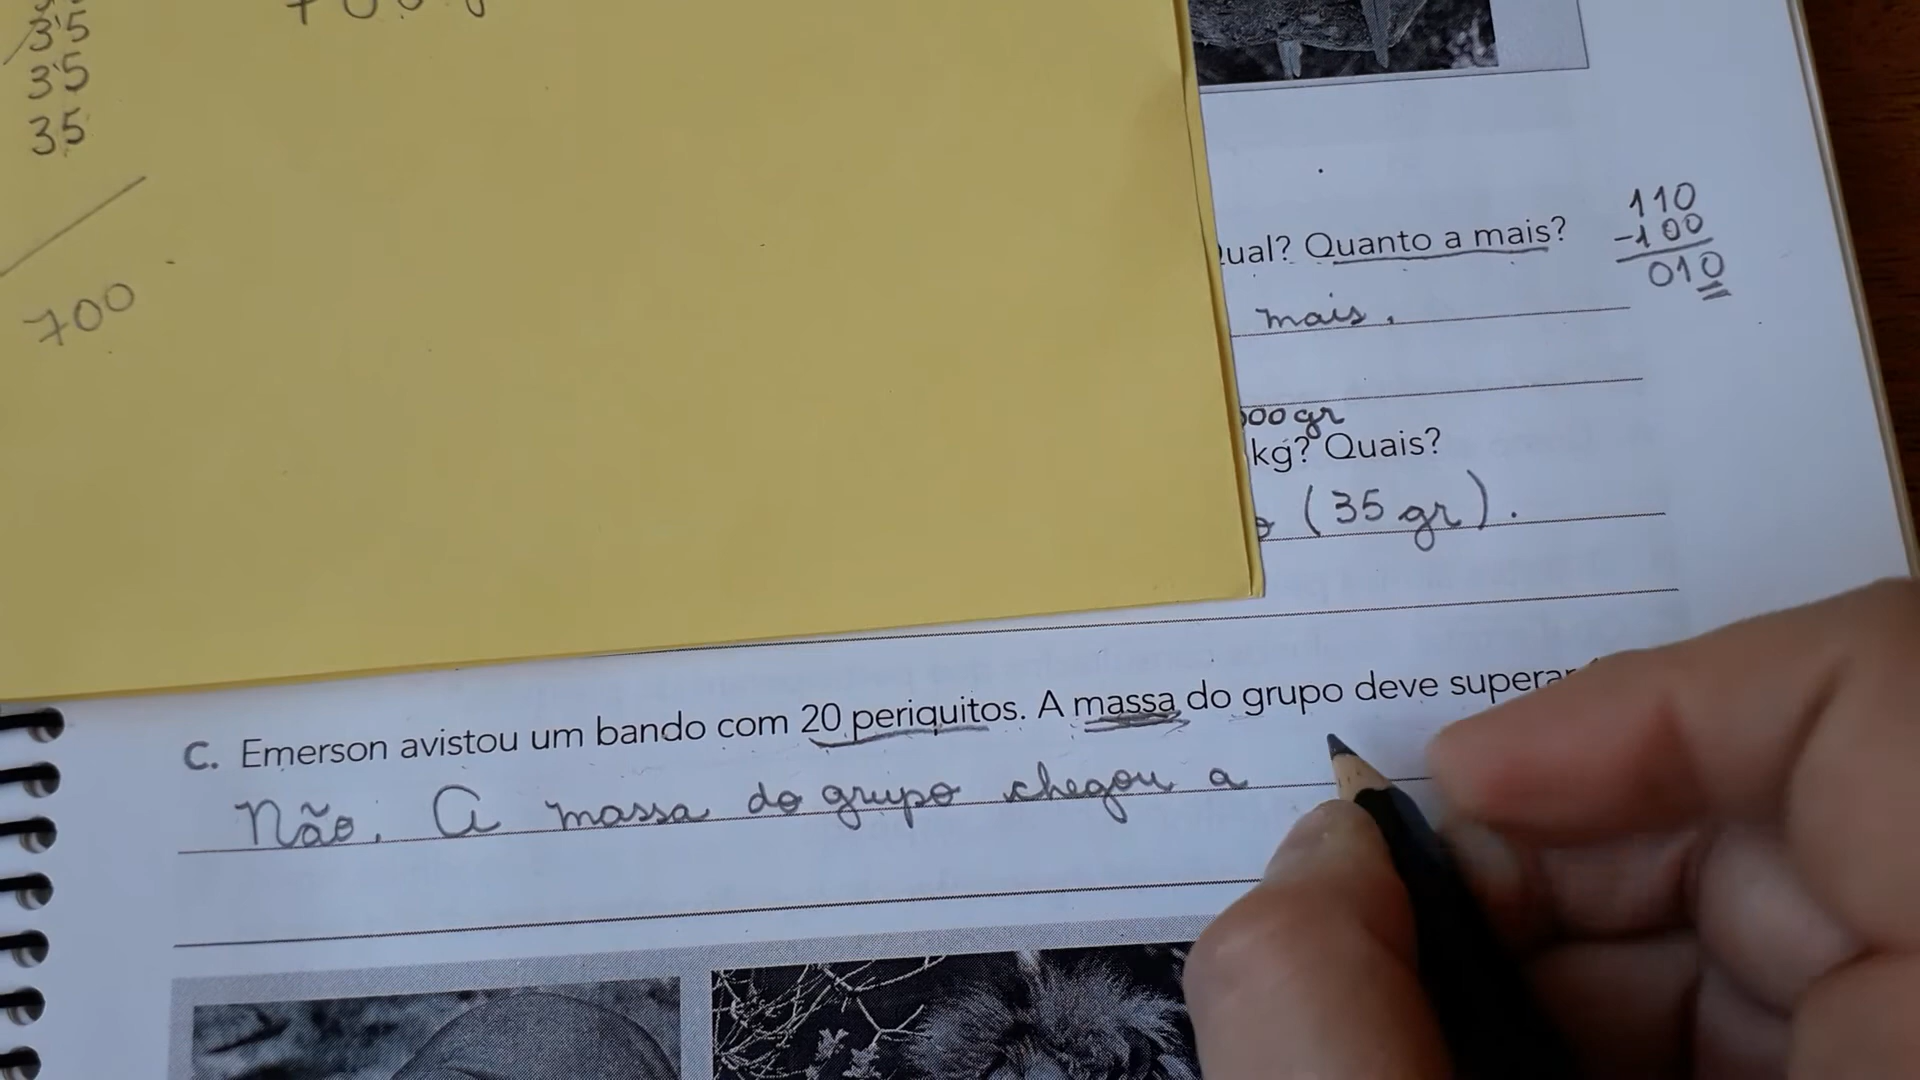 35
35
35
700
ual? Quanto a mais?
110
-100
010
mais.
00 gr
kg? Quais?
(35 gr).
C. Emerson avistou um bando com 20 periquitos. A massa do grupo deve superar
Não. A massa do grupo chegou a